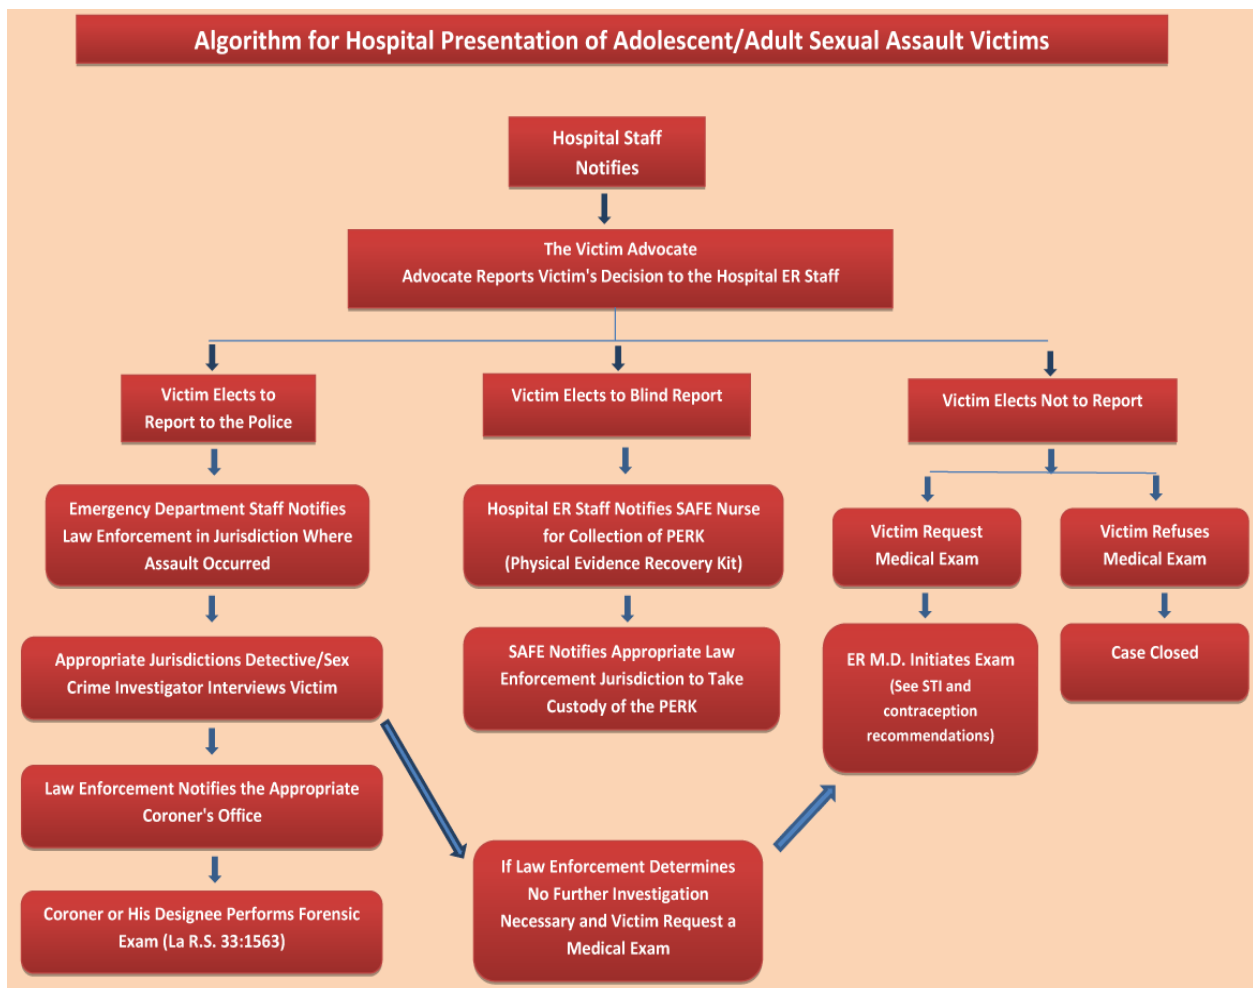 Algorithm for Hospital Presentation of Adolescent/Adult Sexual Assault Victims
Hospital Staff
Notifies
The Victim Advocate
Advocate Reports Victim's Decision to the Hospital ER Staff
Victim Elects to
Report to the Police
Emergency Department Staff Notifies
Law Enforcement in Jurisdiction Where
Assault Occurred
Appropriate Jurisdictions Detective/Sex
Crime Investigator Interviews Victim
Law Enforcement Notifies the Appropriate
Coroner's Office
Coroner or His Designee Performs Forensic
Exam (La R.S. 33:1563)
Victim Elects to Blind Report
Hospital ER Staff Notifies SAFE Nurse
for Collection of PERK
(Physical Evidence Recovery Kit)
SAFE Notifies Appropriate Law
Enforcement Jurisdiction to Take
Custody of the PERK
If Law Enforcement Determines
No Further Investigation
Necessary and Victim Request a
Medical Exam
Victim Elects Not to Report
Victim Request
Medical Exam
ER M.D. Initiates Exam
(See STI and
contraception
recommendations)
Victim Refuses
Medical Exam
Case Closed